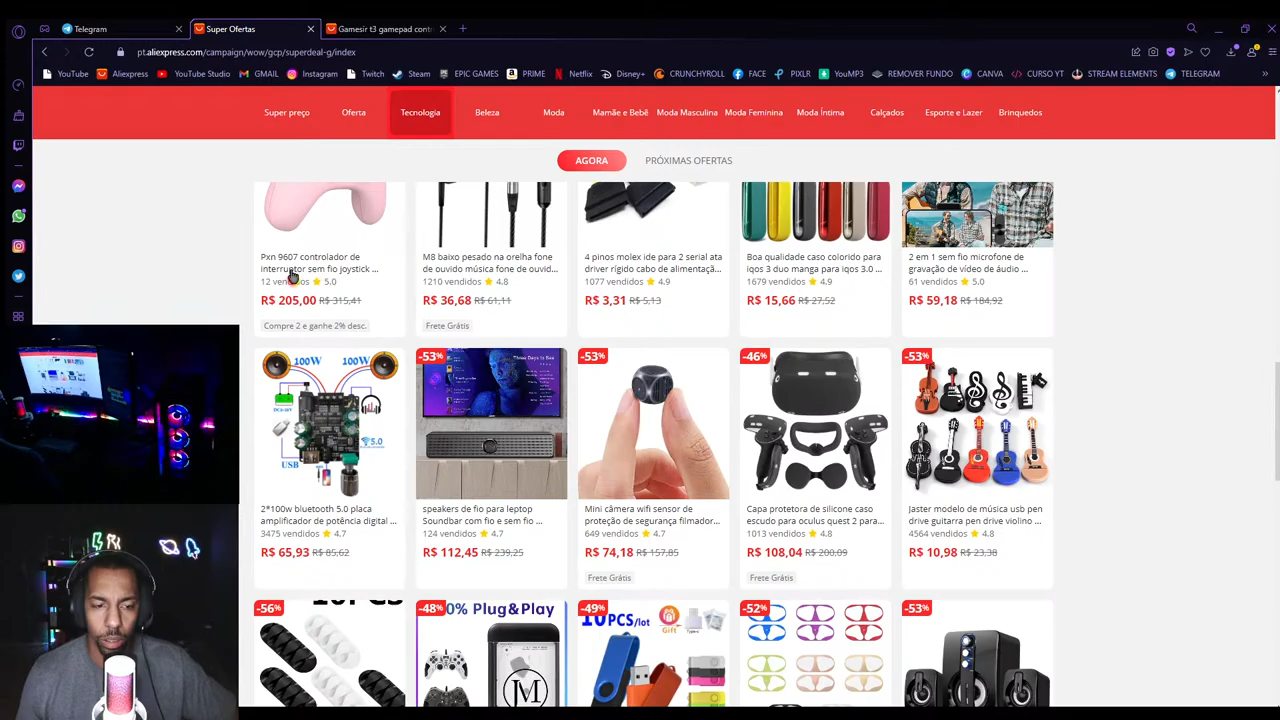 Telegram
Super Ofertas
Gamesir t3 gamepad contr
pt.aliexpress.com/campaign/wow/gcp/superdeal-g/index
YouTube
Aliexpress
YouTube Studio
GMAIL
Instagram
Twitch
Steam
EPIC GAMES
PRIME
Netflix
Disney+
CRUNCHYROLL
FACE
PIXLR
YouMP3
REMOVER FUNDO
CANVA
CURSO YT
STREAM ELEMENTS
TELEGRAM
Super preço
Oferta
Tecnologia
Beleza
Moda
Mamãe e Bebê
Moda Masculina
Moda Feminina
Moda Íntima
Calçados
Esporte e Lazer
Brinquedos
AGORA
PRÓXIMAS OFERTAS
Pxn 9607 controlador de
interruptor sem fio joystick ...
12 vendidos 5.0
R$ 205,00 R$ 315,41
Compre 2 e ganhe 2% desc.
M8 baixo pesado na orelha fone
de ouvido música fone de ouvid...
1210 vendidos 4.8
R$ 36,68 R$ 61,11
Frete Grátis
4 pinos molex ide para 2 serial ata
driver rígido cabo de alimentaçã...
1077 vendidos 4.9
R$ 3,31 R$ 5,13
Boa qualidade caso colorido para
iqos 3 duo manga para iqos 3.0 ...
1679 vendidos 4.9
R$ 15,66 R$ 27,52
2 em 1 sem fio microfone de
gravação de vídeo de áudio ...
61 vendidos 5.0
R$ 59,18 R$ 184,92
100W 100W
USB
5.0
2*100w bluetooth 5.0 placa
amplificador de potência digital ...
3475 vendidos 4.7
R$ 65,93 R$ 85,62
-53%
speakers de fio para leptop
Soundbar com fio e sem fio ...
124 vendidos 4.7
R$ 112,45 R$ 239,25
-53%
Mini câmera wifi sensor de
proteção de segurança filmador...
649 vendidos 4.7
R$ 74,18 R$ 157,85
Frete Grátis
-46%
Capa protetora de silicone caso
escudo para oculus quest 2 para...
1013 vendidos 4.8
R$ 108,04 R$ 200,09
Frete Grátis
-53%
Jaster modelo de música usb pen
drive guitarra pen drive violino ...
4564 vendidos 4.8
R$ 10,98 R$ 23,38
-56%
-48%
0% Plug&Play
-49%
10PCS/lot
Gift
-52%
-53%